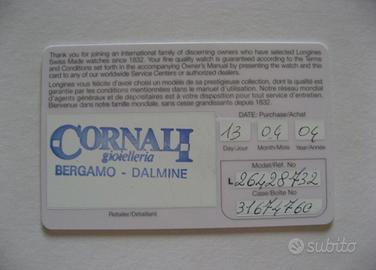 Thank you for joining an international family of discerning owners who have selected Longines
Swiss Made watches since 1832. Your fine quality watch is guaranteed according to the Terms
and Conditions set forth in the accompanying Owner's Manual by presenting the watch and this
card to any of our worldwide Service Centers or authorized dealers.
Longines vous félicite d'avoir choisi un modèle de sa prestigieuse collection, dont la qualité est
garantie par les conditions mentionnées dans le manuel d'utilisation. Notre réseau mondial
d'agents généraux et de dépositaires est à votre disposition pour tout service d'entretien.
Bienvenue dans notre famille mondiale, sans cesse grandissante depuis 1832.
DATE: Purchase/Achat
13 04 04
Day/Jour Month/Mois Year/Année
CORNALI
gioielleria
BERGAMO - DALMINE
Model/Réf. No
L26428732
Case/Boîte No
31674760
Retailer/Détaillant
subito